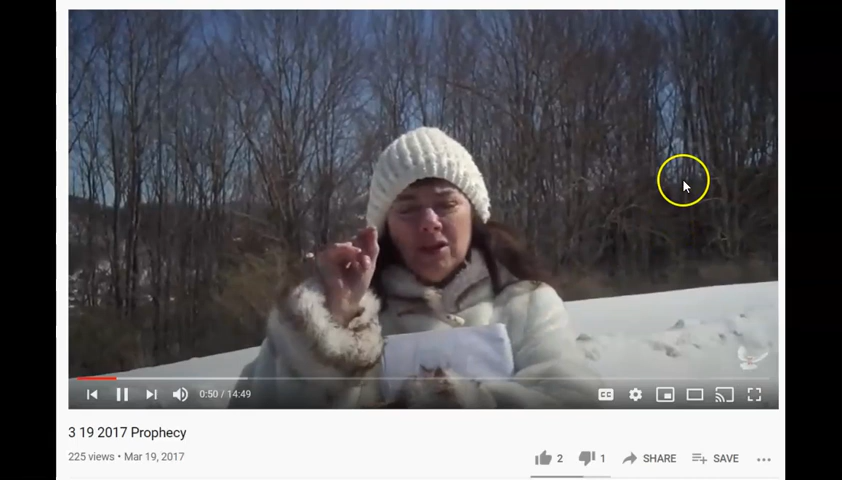 0:50 / 14:49
3 19 2017 Prophecy
225 views • Mar 19, 2017
2
1
SHARE
SAVE